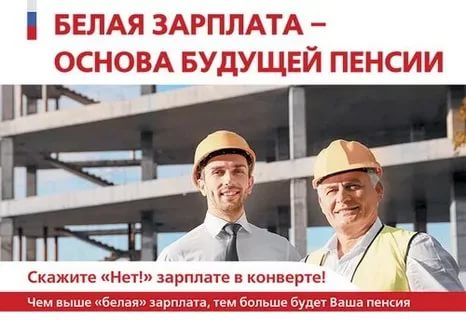 БЕЛАЯ ЗАРПЛАТА –
ОСНОВА БУДУЩЕЙ ПЕНСИИ
Скажите «Нет!» зарплате в конверте!
Чем выше «белая» зарплата, тем больше будет Ваша пенсия